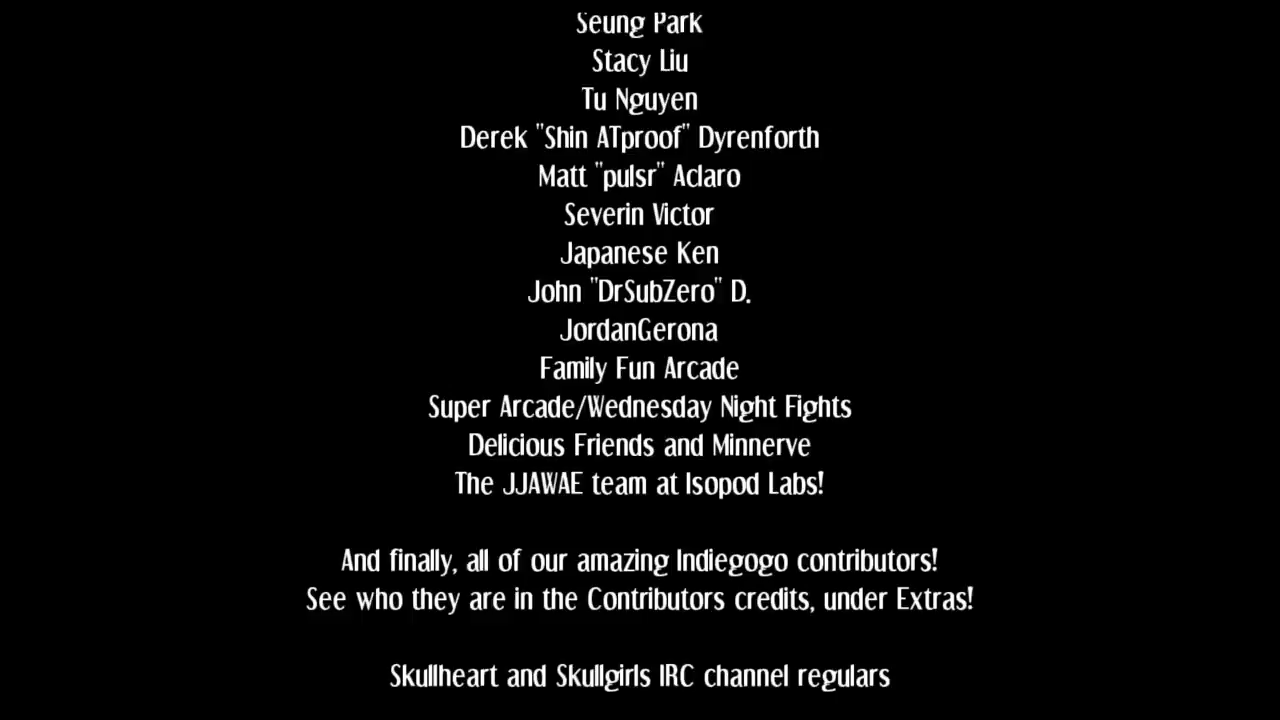 Seung Park
Stacy Liu
Tu Nguyen
Derek "Shin ATproof" Dyrenforth
Matt "pulsr" Aclaro
Severin Victor
Japanese Ken
John "DrSubZero" D.
JordanGerona
Family Fun Arcade
Super Arcade/Wednesday Night Fights
Delicious Friends and Minnerve
The JJAWAE team at Isopod Labs!
And finally, all of our amazing Indiegogo contributors!
See who they are in the Contributors credits, under Extras!
Skullheart and Skullgirls IRC channel regulars